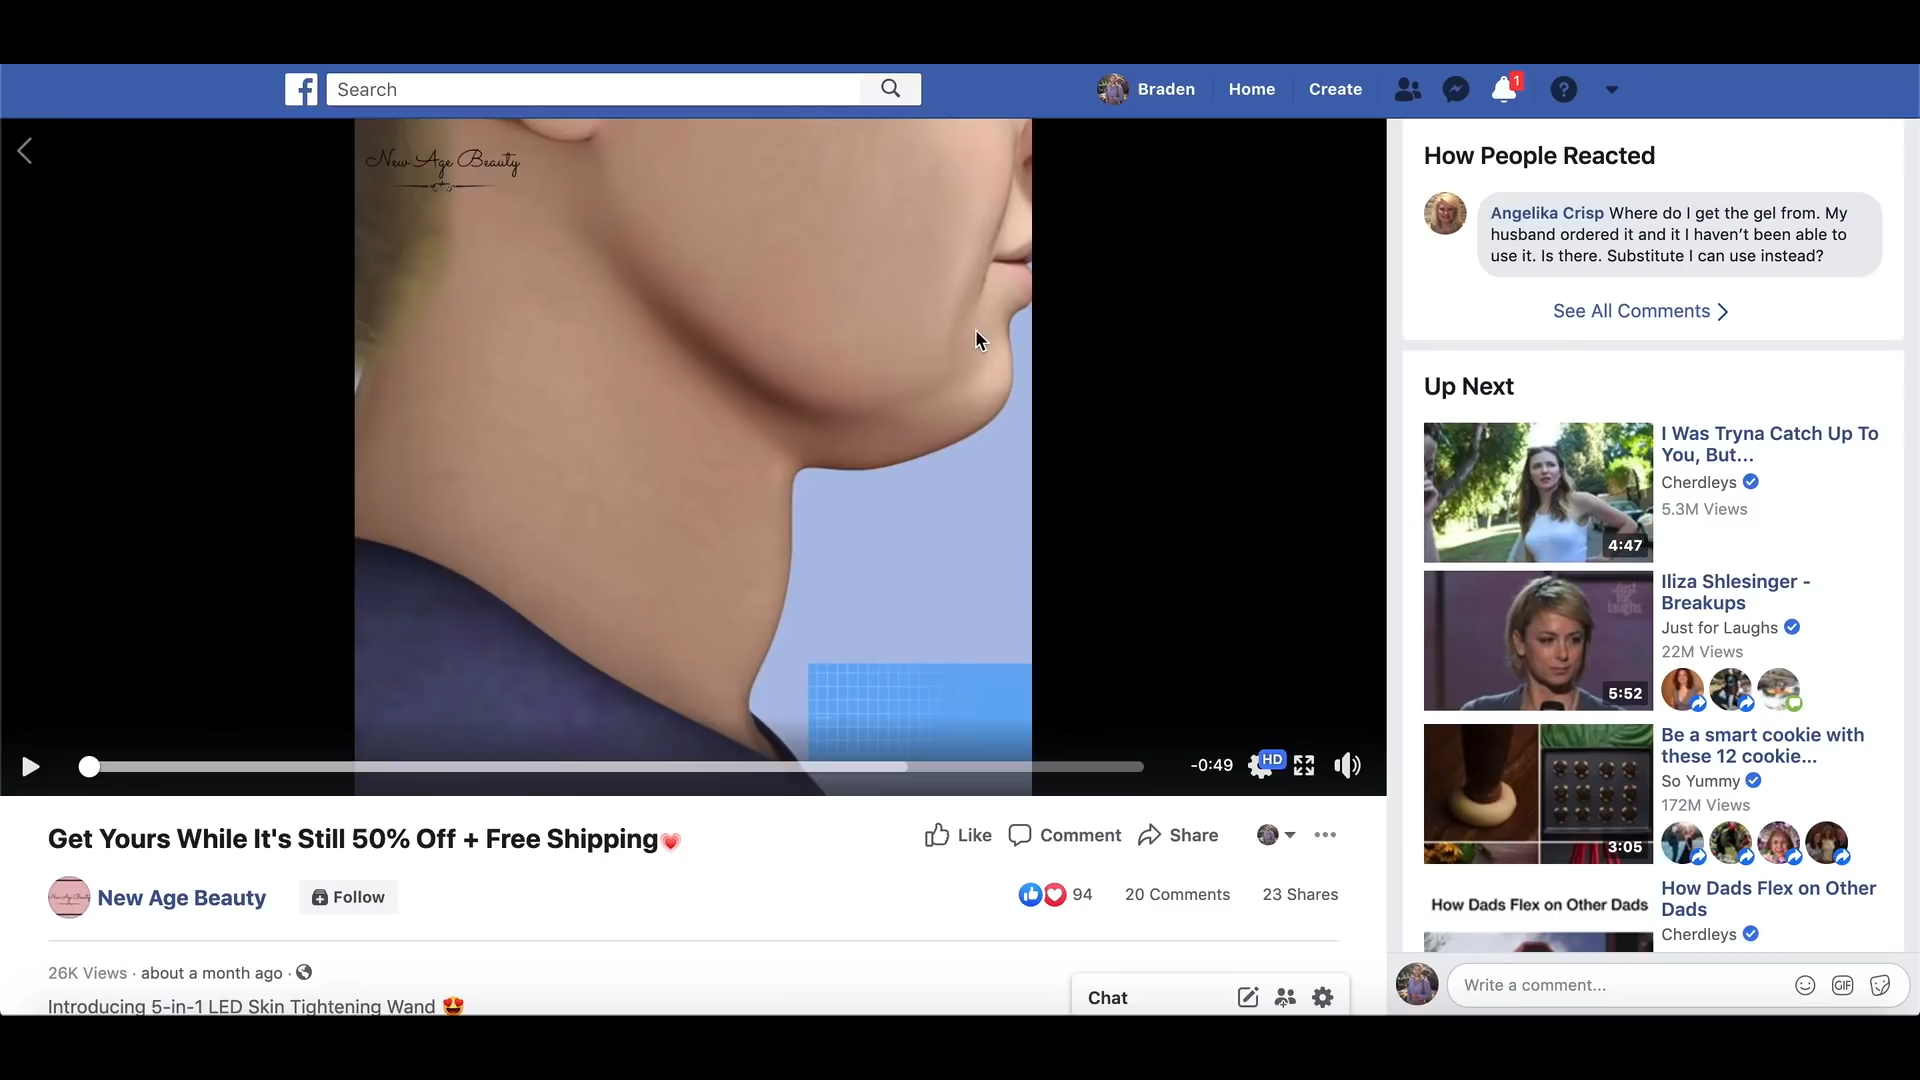 Search
Braden
Home
Create
1
New Age Beauty
-0:49
HD
Get Yours While It's Still 50% Off + Free Shipping
Like
Comment
Share
New Age Beauty
Follow
94
20 Comments
23 Shares
26K Views · about a month ago ·
Introducing 5-in-1 LED Skin Tightening Wand
Chat
How People Reacted
Angelika Crisp Where do I get the gel from. My
husband ordered it and it I haven't been able to
use it. Is there. Substitute I can use instead?
See All Comments
Up Next
4:47
I Was Tryna Catch Up To
You, But...
Cherdleys
5.3M Views
Just for laughs
5:52
Iliza Shlesinger -
Breakups
Just for Laughs
22M Views
3:05
Be a smart cookie with
these 12 cookie...
So Yummy
172M Views
How Dads Flex on Other Dads
How Dads Flex on Other
Dads
Cherdleys
Write a comment...
GIF